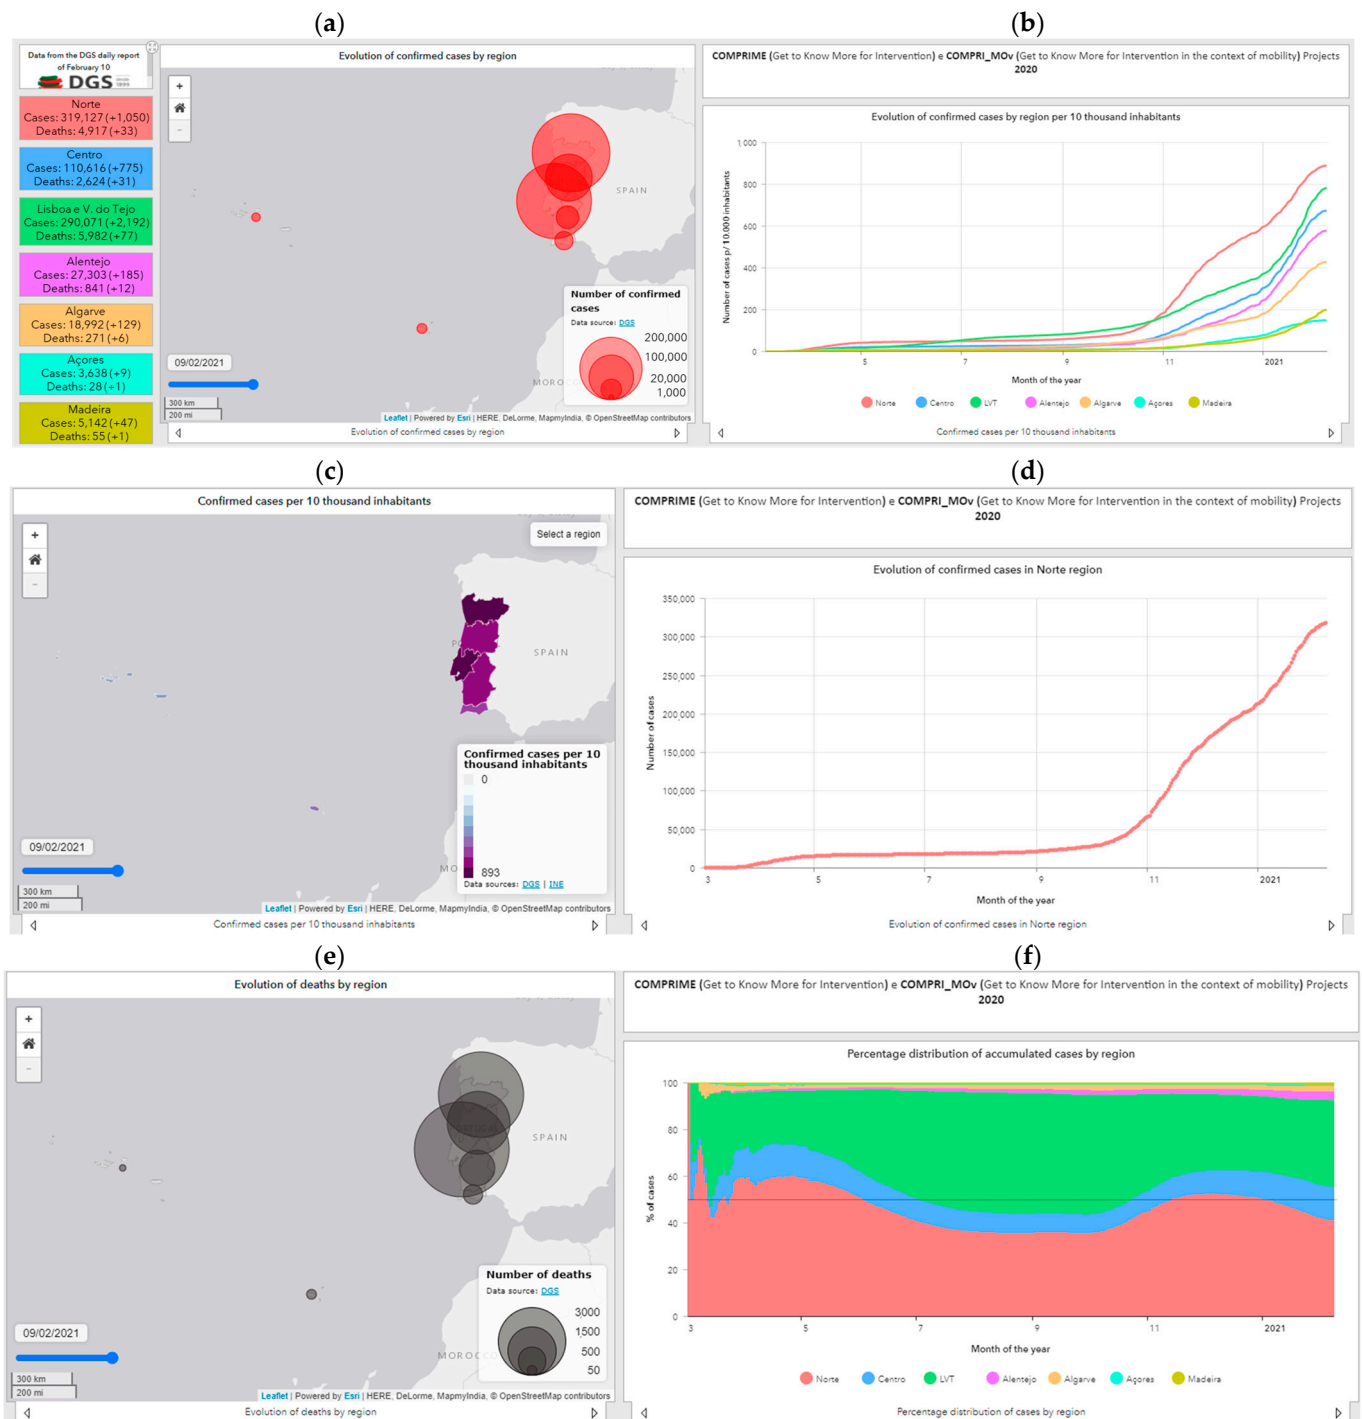 (a)
Data from the DGS daily report
of February 10
DGS
desde
1899
Norte
Cases: 319,127 (+1,050)
Deaths: 4,917 (+33)
Centro
Cases: 110,616 (+775)
Deaths: 2,624 (+31)
Lisboa e V. do Tejo
Cases: 290,071 (+2,192)
Deaths: 5,982 (+77)
Alentejo
Cases: 27,303 (+185)
Deaths: 841 (+12)
Algarve
Cases: 18,992 (+129)
Deaths: 271 (+6)
Açores
Cases: 3,638 (+9)
Deaths: 28 (+1)
Madeira
Cases: 5,142 (+47)
Deaths: 55 (+1)
Evolution of confirmed cases by region
+
-
SPAIN
Number of confirmed
cases
Data source: DGS
200,000
100,000
20,000
1,000
09/02/2021
300 km
200 mi
Leaflet | Powered by Esri | HERE, DeLorme, MapmyIndia, © OpenStreetMap contributors
Evolution of confirmed cases by region
(b)
COMPRIME (Get to Know More for Intervention) e COMPRI_MOv (Get to Know More for Intervention in the context of mobility) Projects
2020
Evolution of confirmed cases by region per 10 thousand inhabitants
Number of cases p/ 10.000 inhabitants
1 000
800
600
400
200
0
5
7
9
11
2021
Month of the year
Norte
Centro
LVT
Alentejo
Algarve
Açores
Madeira
Confirmed cases per 10 thousand inhabitants
(c)
Confirmed cases per 10 thousand inhabitants
+
-
Select a region
SPAIN
Confirmed cases per 10
thousand inhabitants
0
893
Data sources: DGS | INE
09/02/2021
300 km
200 mi
Leaflet | Powered by Esri | HERE, DeLorme, MapmyIndia, © OpenStreetMap contributors
Confirmed cases per 10 thousand inhabitants
(d)
COMPRIME (Get to Know More for Intervention) e COMPRI_MOv (Get to Know More for Intervention in the context of mobility) Projects
2020
Evolution of confirmed cases in Norte region
Number of cases
350,000
300,000
250,000
200,000
150,000
100,000
50,000
0
3
5
7
9
11
2021
Month of the year
Evolution of confirmed cases in Norte region
(e)
Evolution of deaths by region
+
-
SPAIN
Number of deaths
Data source: DGS
3000
1500
500
50
09/02/2021
300 km
200 mi
Leaflet | Powered by Esri | HERE, DeLorme, MapmyIndia, © OpenStreetMap contributors
Evolution of deaths by region
(f)
COMPRIME (Get to Know More for Intervention) e COMPRI_MOv (Get to Know More for Intervention in the context of mobility) Projects
2020
Percentage distribution of accumulated cases by region
% of cases
100
80
60
40
20
0
3
5
7
9
11
2021
Month of the year
Norte
Centro
LVT
Alentejo
Algarve
Açores
Madeira
Percentage distribution of cases by region